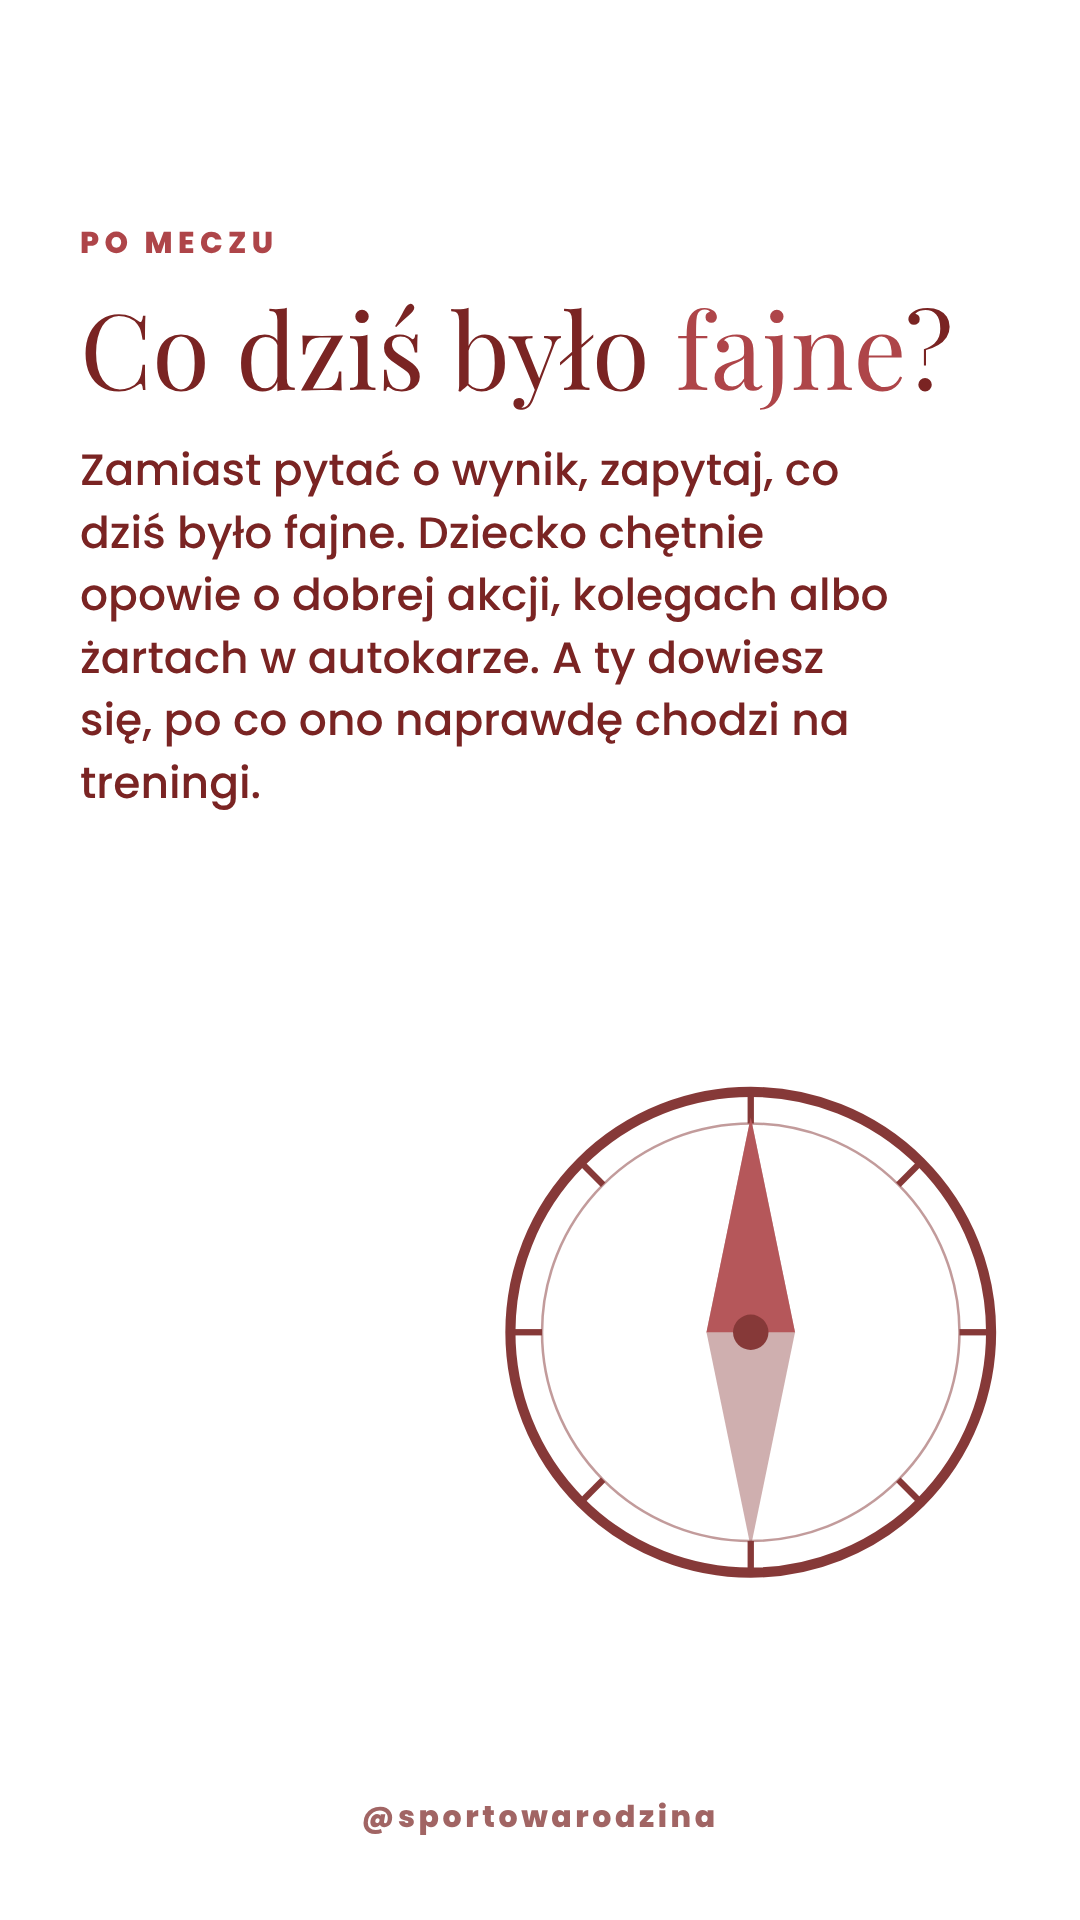 PO MECZU
Co dziś było fajne?
Zamiast pytać o wynik, zapytaj, co
dziś było fajne. Dziecko chętnie
opowie o dobrej akcji, kolegach albo
żartach w autokarze. A ty dowiesz
się, po co ono naprawdę chodzi na
treningi.
@sportowarodzina